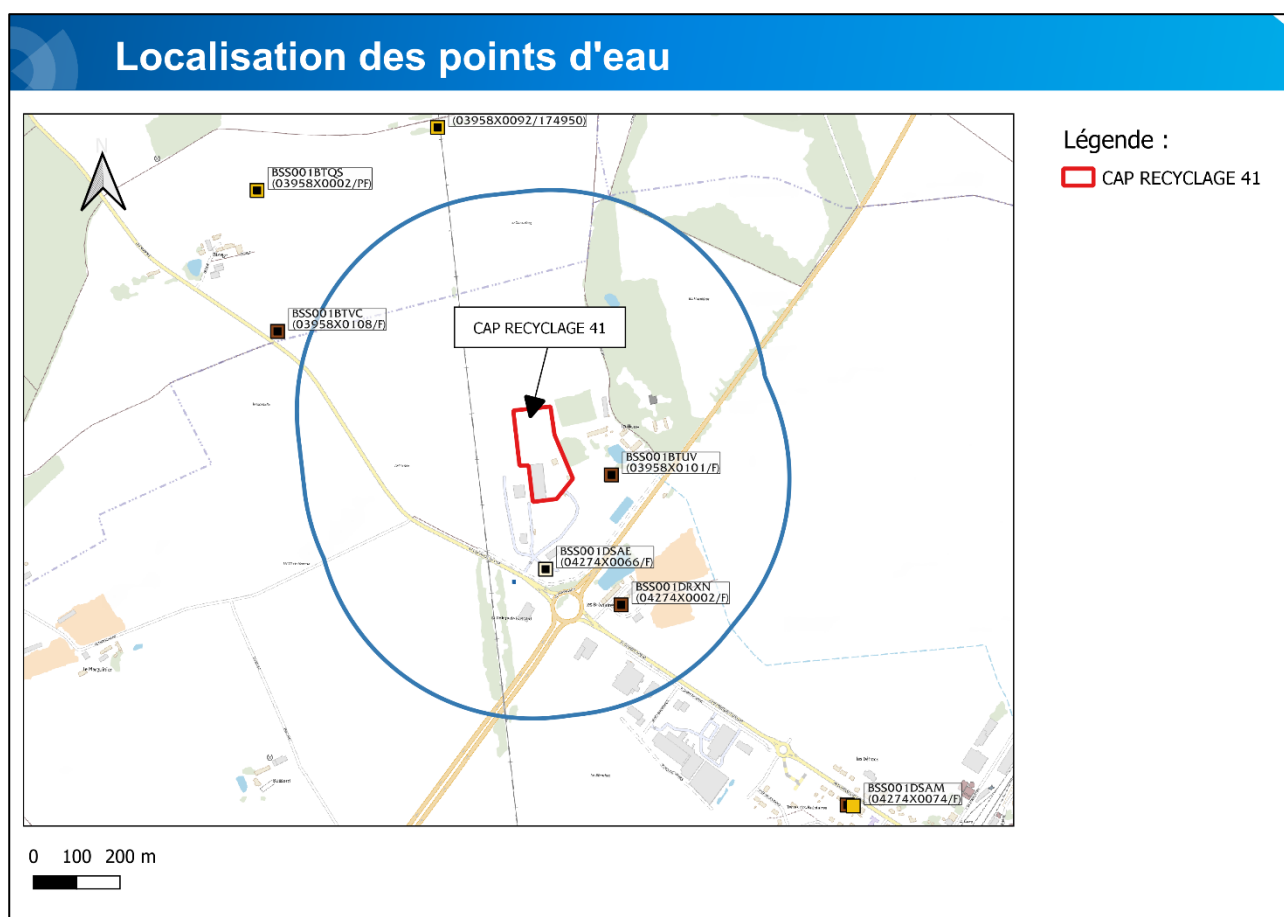 Localisation des points d'eau
N
(03958X0092/174950)
BSS001BTQS
(03958X0002/PF)
BSS001BTVC
(03958X0108/F)
CAP RECYCLAGE 41
BSS001BTUV
(03958X0101/F)
BSS001DSAE
(04274X0066/F)
BSS001DRXN
(04274X0002/F)
BSS001DSAM
(04274X0074/F)
Légende :
CAP RECYCLAGE 41
0 100 200 m